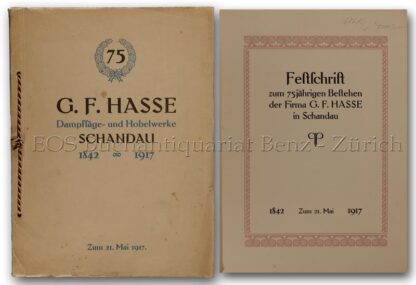 75
G. F. HASSE
Dampfsäge- und Hobelwerke
SCHANDAU
1842 1917
Zum 21. Mai 1917.
Festschrift
zum 75jährigen Bestehen
der Firma G. F. HASSE
in Schandau
1842 Zum 21. Mai 1917
EOS Buchantiquariat Benz - Zürich